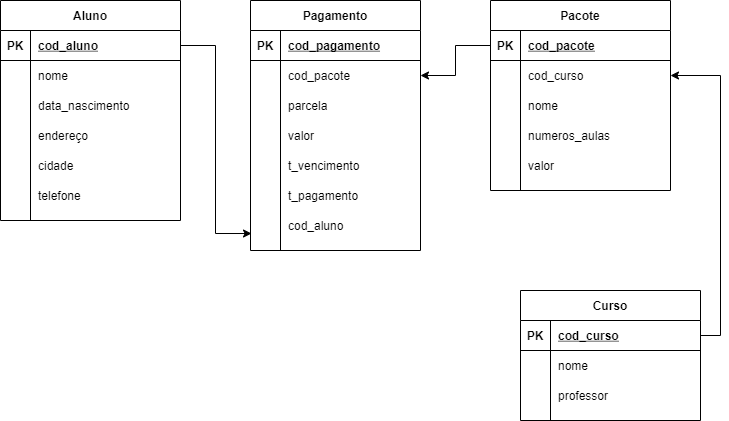 Aluno
PK cod_aluno
nome
data_nascimento
endereço
cidade
telefone
Pagamento
PK cod_pagamento
cod_pacote
parcela
valor
t_vencimento
t_pagamento
cod_aluno
Pacote
PK cod_pacote
cod_curso
nome
numeros_aulas
valor
Curso
PK cod_curso
nome
professor